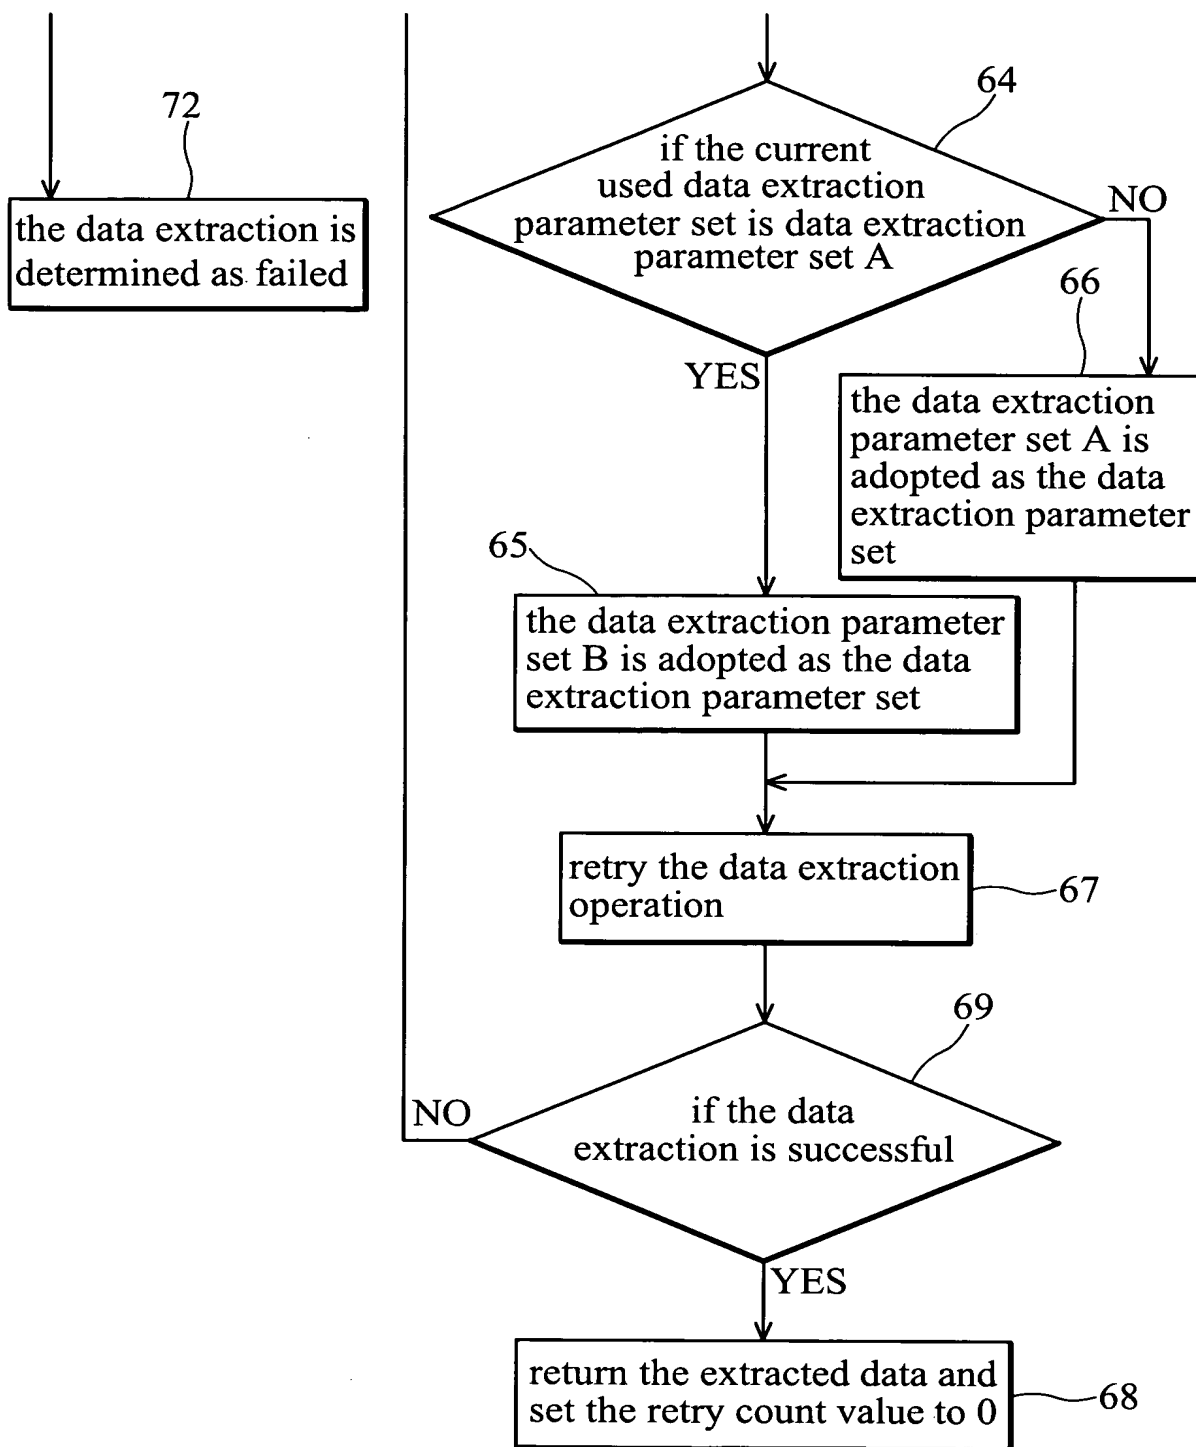 72
the data extraction is
determined as failed
64
if the current
used data extraction
parameter set is data extraction
parameter set A
NO
YES
66
the data extraction
parameter set A is
adopted as the data
extraction parameter
set
65
the data extraction parameter
set B is adopted as the data
extraction parameter set
retry the data extraction
operation
67
69
if the data
extraction is successful
NO
YES
return the extracted data and
set the retry count value to 0
68